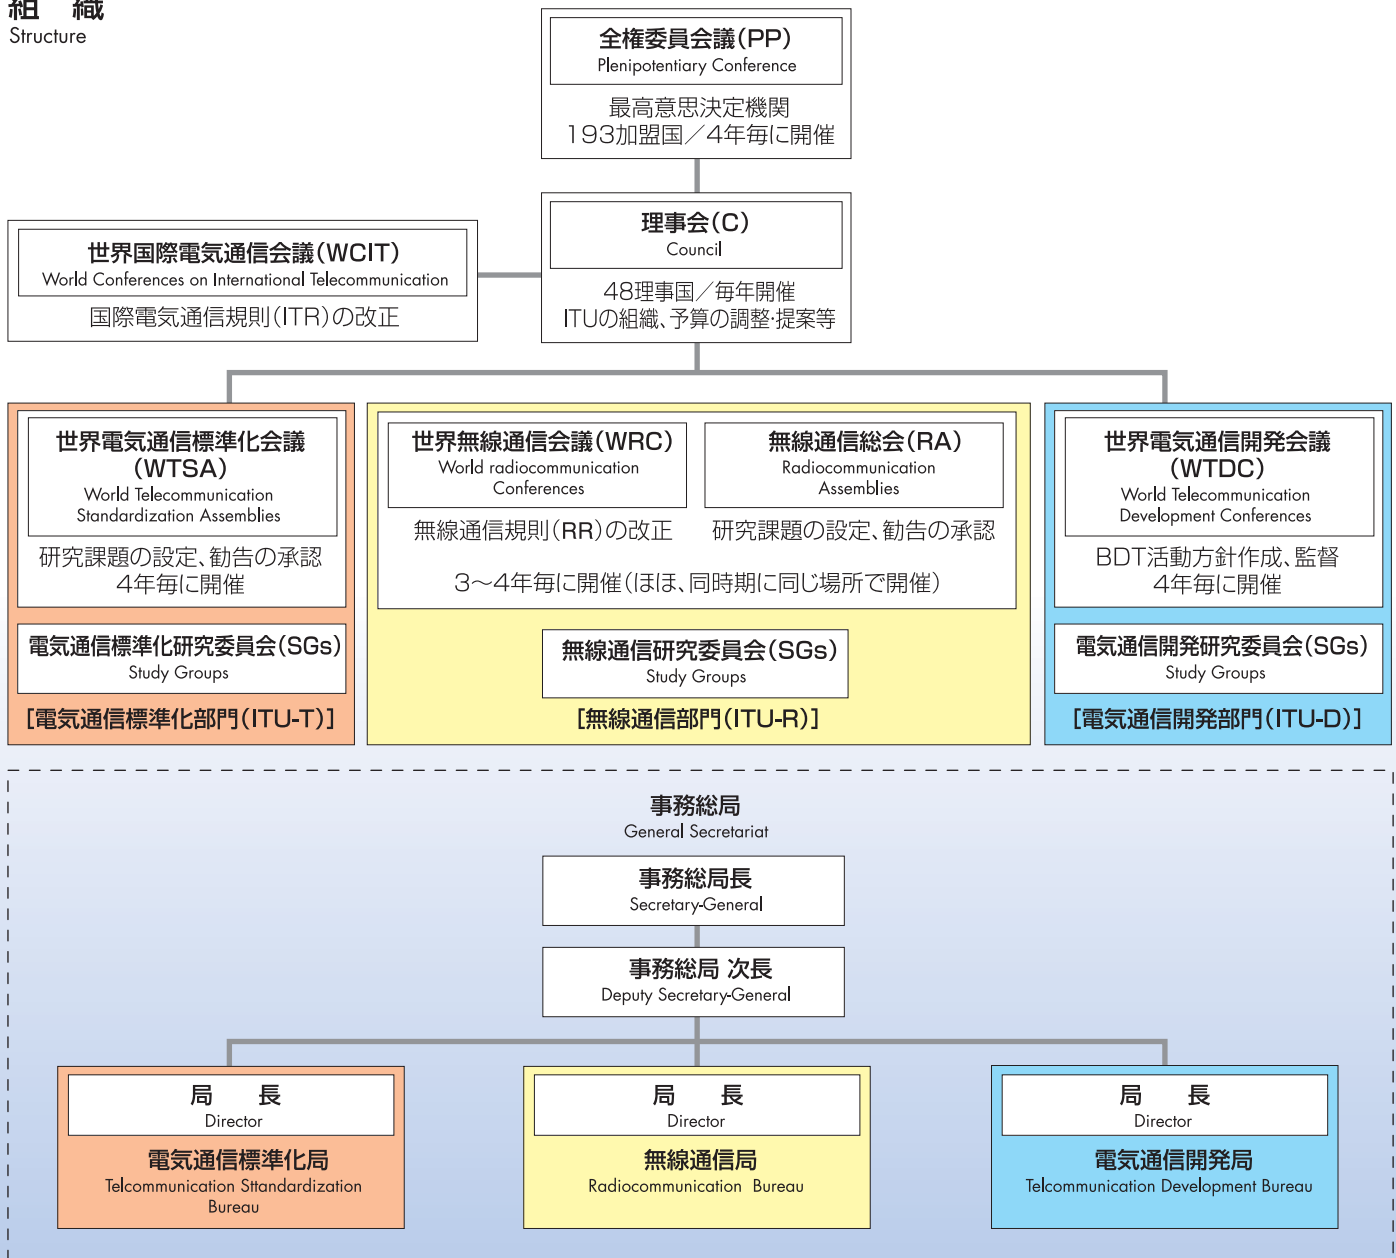 組　織
Structure
全権委員会議(PP)
Plenipotentiary Conference
最高意思決定機関
193加盟国／4年毎に開催
理事会(C)
Council
48理事国／毎年開催
ITUの組織、予算の調整・提案等
世界国際電気通信会議(WCIT)
World Conferences on International Telecommunication
国際電気通信規則(ITR)の改正
世界電気通信標準化会議
(WTSA)
World Telecommunication
Standardization Assemblies
研究課題の設定、勧告の承認
4年毎に開催
電気通信標準化研究委員会(SGs)
Study Groups
[電気通信標準化部門(ITU-T)]
世界無線通信会議(WRC)
World radiocommunication
Conferences
無線通信規則(RR)の改正
無線通信総会(RA)
Radiocommunication
Assemblies
研究課題の設定、勧告の承認
3〜4年毎に開催(ほほ、同時期に同じ場所で開催)
無線通信研究委員会(SGs)
Study Groups
[無線通信部門(ITU-R)]
世界電気通信開発会議
(WTDC)
World Telecommunication
Development Conferences
BDT活動方針作成、監督
4年毎に開催
電気通信開発研究委員会(SGs)
Study Groups
[電気通信開発部門(ITU-D)]
事務総局
General Secretariat
事務総局長
Secretary-General
事務総局 次長
Deputy Secretary-General
局　長
Director
電気通信標準化局
Telcommunication Sttandardization
Bureau
局　長
Director
無線通信局
Radiocommunication Bureau
局　長
Director
電気通信開発局
Telcommunication Development Bureau